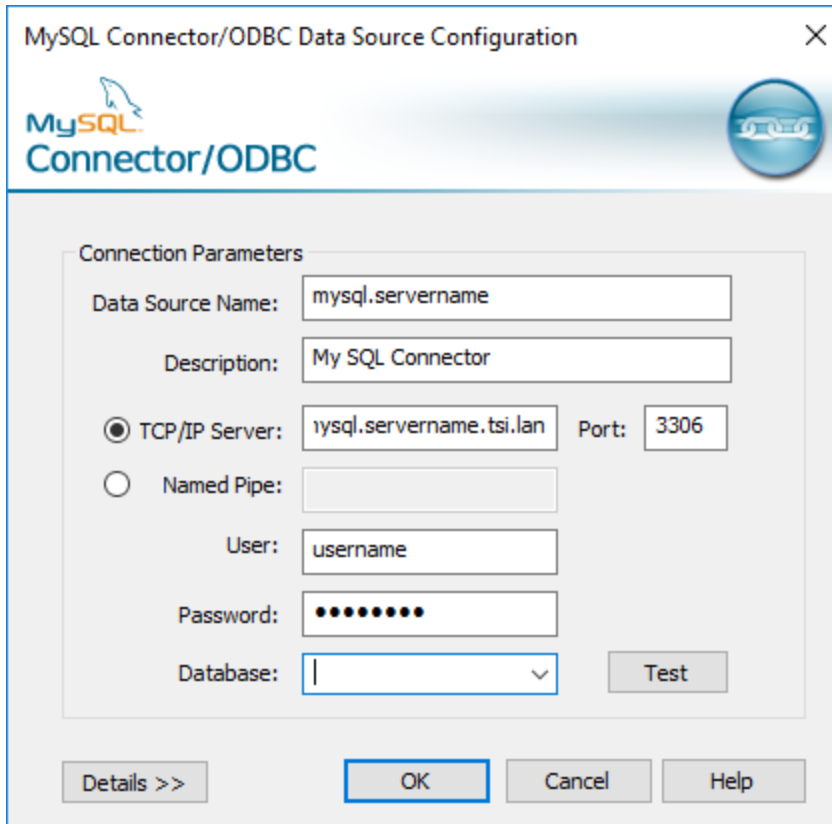 MySQL Connector/ODBC Data Source Configuration
MySQL
Connector/ODBC
Connection Parameters
Data Source Name: mysql.servername
Description: My SQL Connector
TCP/IP Server: ysql.servername.tsi.lan Port: 3306
Named Pipe:
User: username
Password: ••••••••
Database:
Test
Details >> OK Cancel Help